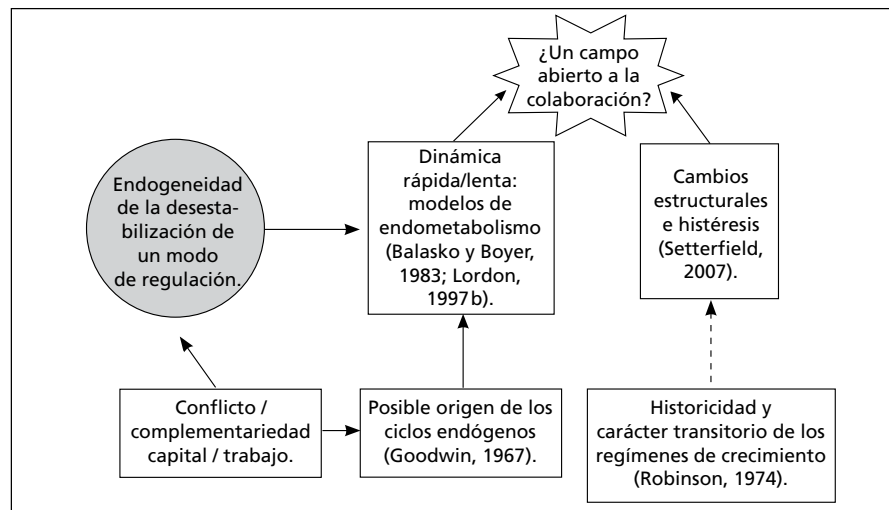 ¿Un campo
abierto a la
colaboración?
Endogeneidad
de la desesta-
bilización de
un modo
de regulación.
Dinámica
rápida/lenta:
modelos de
endometabolismo
(Balasko y Boyer,
1983; Lordon,
1997b).
Cambios
estructurales
e histéresis
(Setterfield,
2007).
Conflicto /
complementariedad
capital / trabajo.
Posible origen de los
ciclos endógenos
(Goodwin, 1967).
Historicidad y
carácter transitorio de los
regímenes de crecimiento
(Robinson, 1974).